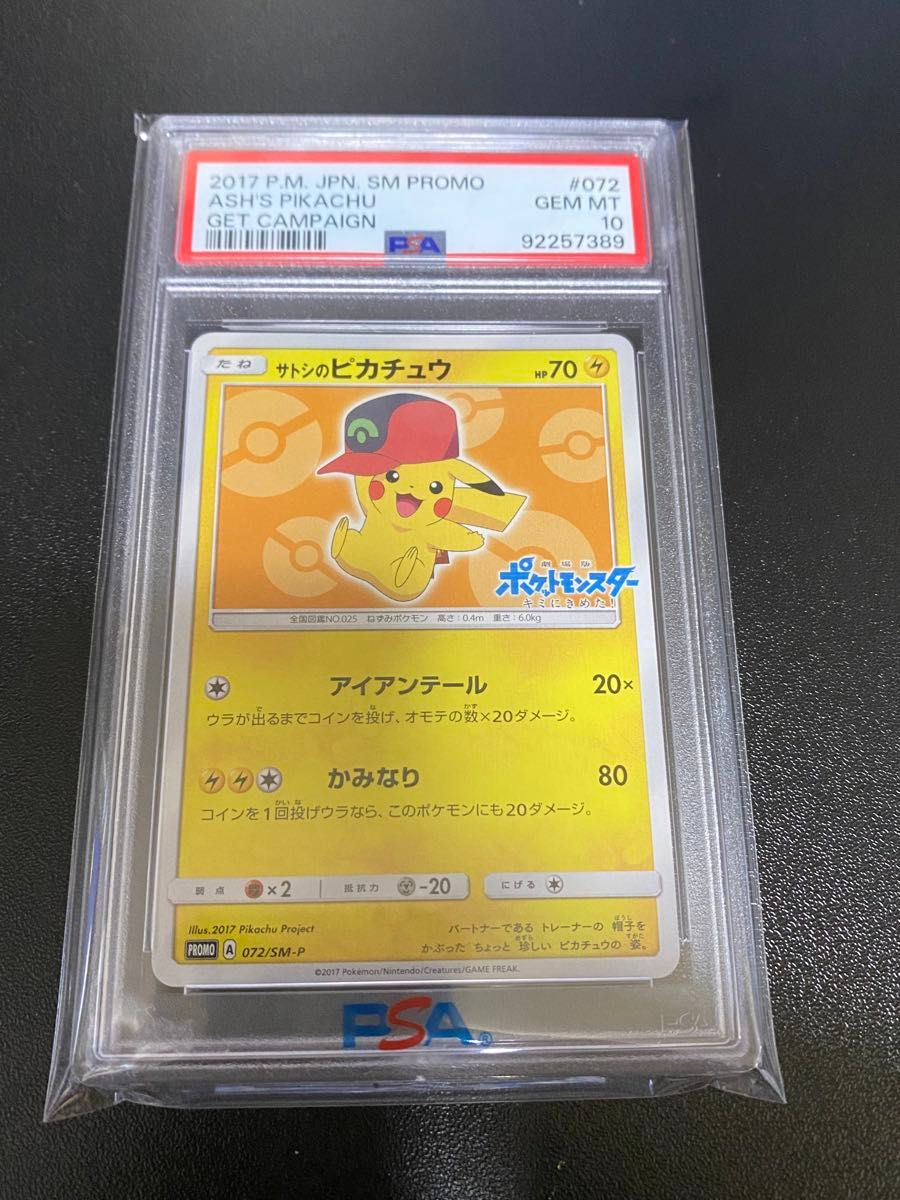 2017 P.M. JPN. SM PROMO #072
ASH'S PIKACHU GEM MT
GET CAMPAIGN 10
PSA 92257389
たね サトシのピカチュウ HP70
劇場版
ポケットモンスター
キミにきめた!
全国図鑑NO.025 ねずみポケモン 高さ:0.4m 重さ:6.0kg
アイアンテール 20×
ウラが出るまでコインを投げ、オモテの数×20ダメージ。
かみなり 80
コインを1回投げウラなら、このポケモンにも20ダメージ。
弱点 ×2 抵抗力 -20 にげる
Illus.2017 Pikachu Project
パートナーである トレーナーの 帽子を
かぶった ちょっと 珍しい ピカチュウの 姿。
PROMO A 072/SM-P
©2017 Pokémon/Nintendo/Creatures/GAME FREAK.
PSA®